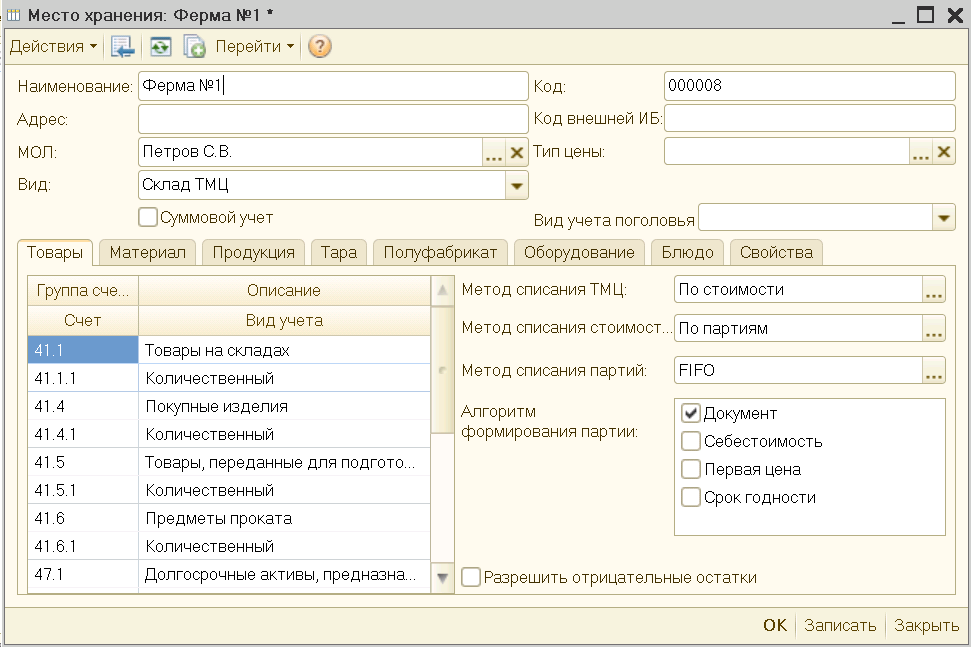 Место хранения: Ферма №1 *
Действия Перейти ?
Наименование: Ферма №1 Код: 000008
Адрес: Код внешней ИБ:
МОЛ: Петров С.В. ... Тип цены: ...
Вид: Склад ТМЦ
Суммовой учет Вид учета поголовья
Товары Материал Продукция Тара Полуфабрикат Оборудование Блюдо Свойства
Группа сче... Описание
Счет Вид учета
41.1 Товары на складах
41.1.1 Количественный
41.4 Покупные изделия
41.4.1 Количественный
41.5 Товары, переданные для подгото...
41.5.1 Количественный
41.6 Предметы проката
41.6.1 Количественный
47.1 Долгосрочные активы, предназна...
Метод списания ТМЦ: По стоимости ...
Метод списания стоимост... По партиям ...
Метод списания партий: FIFO ...
Алгоритм
формирования партии:
Документ
Себестоимость
Первая цена
Срок годности
Разрешить отрицательные остатки
OK Записать Закрыть